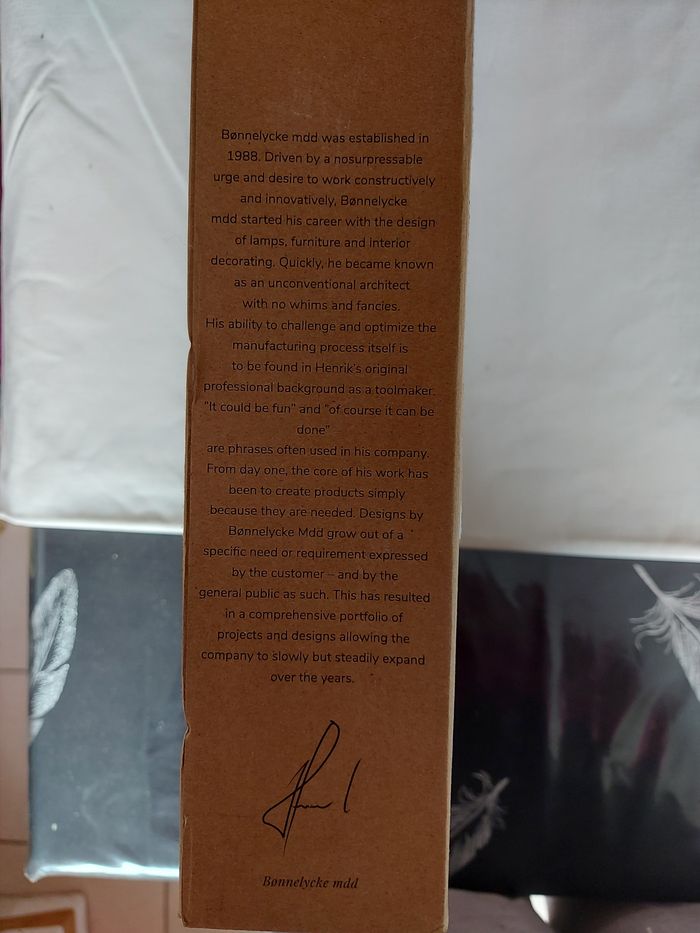 Bønnelycke mdd was established in
1988. Driven by a nosurpressable
urge and desire to work constructively
and innovatively, Bønnelycke
mdd started his career with the design
of lamps, furniture and interior
decorating. Quickly, he became known
as an unconventional architect
with no whims and fancies.
His ability to challenge and optimize the
manufacturing process itself is
to be found in Henrik's original
professional background as a toolmaker.
"It could be fun" and "of course it can be
done"
are phrases often used in his company.
From day one, the core of his work has
been to create products simply
because they are needed. Designs by
Bønnelycke Mdd grow out of a
specific need or requirement expressed
by the customer – and by the
general public as such. This has resulted
in a comprehensive portfolio of
projects and designs allowing the
company to slowly but steadily expand
over the years.
Bønnelycke mdd